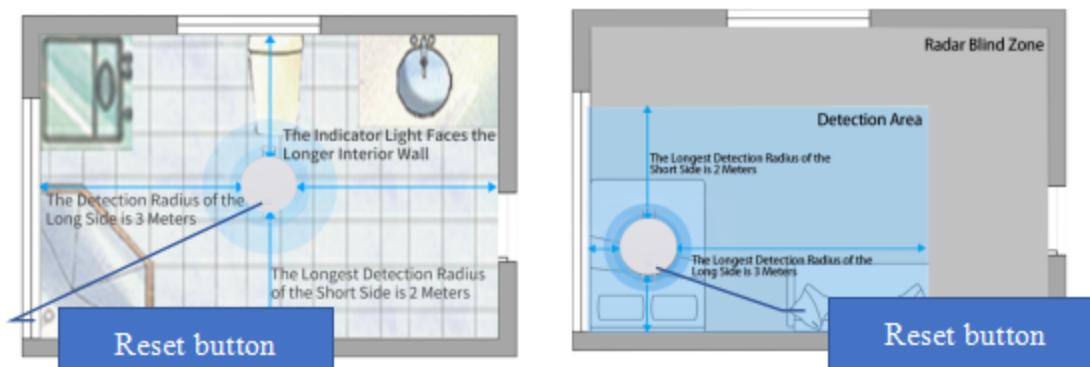 The Indicator Light Faces the
Longer Interior Wall
The Detection Radius of the
Long Side is 3 Meters
The Longest Detection Radius
of the Short Side is 2 Meters
Reset button
Radar Blind Zone
Detection Area
The Longest Detection Radius of the
Short Side is 2 Meters
The Longest Detection Radius of the
Long Side is 3 Meters
Reset button